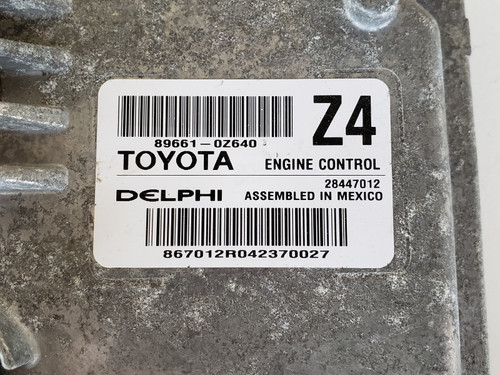 Z4
89661-0Z640
TOYOTA ENGINE CONTROL
28447012
DELPHI ASSEMBLED IN MEXICO
867012R042370027